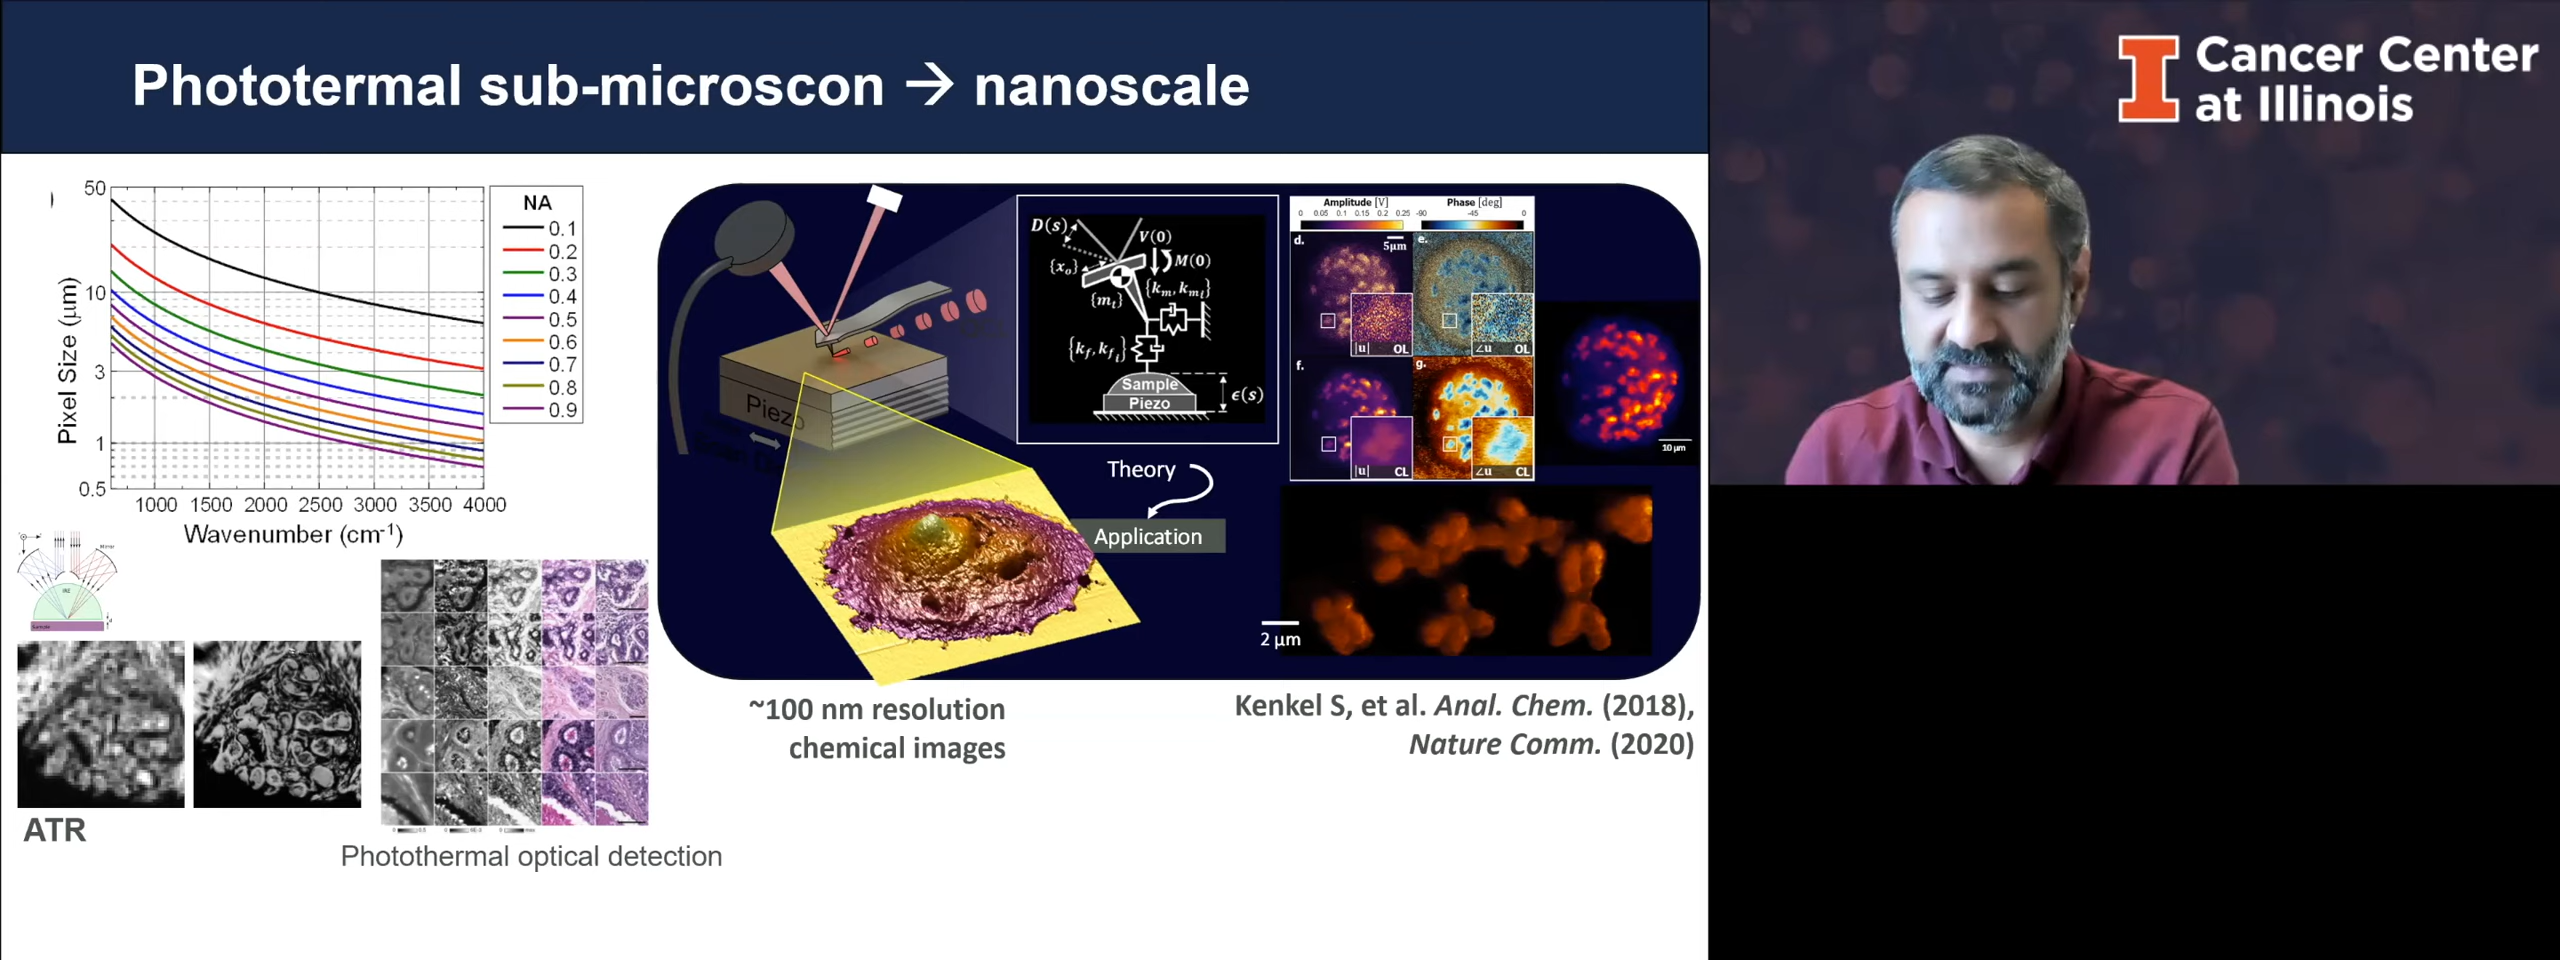 Phototermal sub-microscon → nanoscale
Cancer Center
at Illinois
)
50
10
3
1
0.5
Pixel Size (μm)
1000 1500 2000 2500 3000 3500 4000
Wavenumber (cm⁻¹)
NA
0.1
0.2
0.3
0.4
0.5
0.6
0.7
0.8
0.9
ATR
Photothermal optical detection
Piezo
D(s)
V(0)
{xₒ}
M(0)
{mₜ}
{kₘ, kₘₜ}
{k_f, k_fₜ}
Sample
Piezo
ϵ(s)
Theory
Application
Amplitude [V]
0 0.05 0.1 0.15 0.2 0.25
Phase [deg]
-90 -45 0
d.
5μm
e.
|u| OL
∠u OL
f.
g.
|u| CL
∠u CL
10 μm
2 μm
~100 nm resolution
chemical images
Kenkel S, et al. Anal. Chem. (2018),
Nature Comm. (2020)